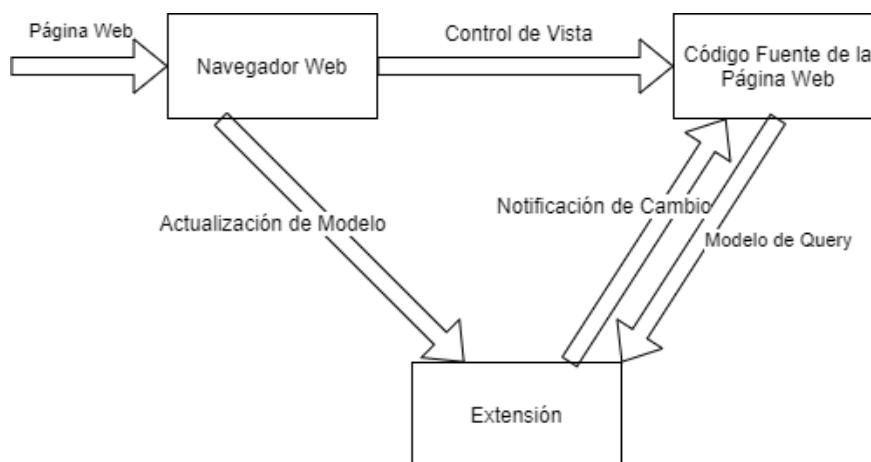 Página Web
Navegador Web
Control de Vista
Código Fuente de la
Página Web
Actualización de Modelo
Notificación de Cambio
Modelo de Query
Extensión